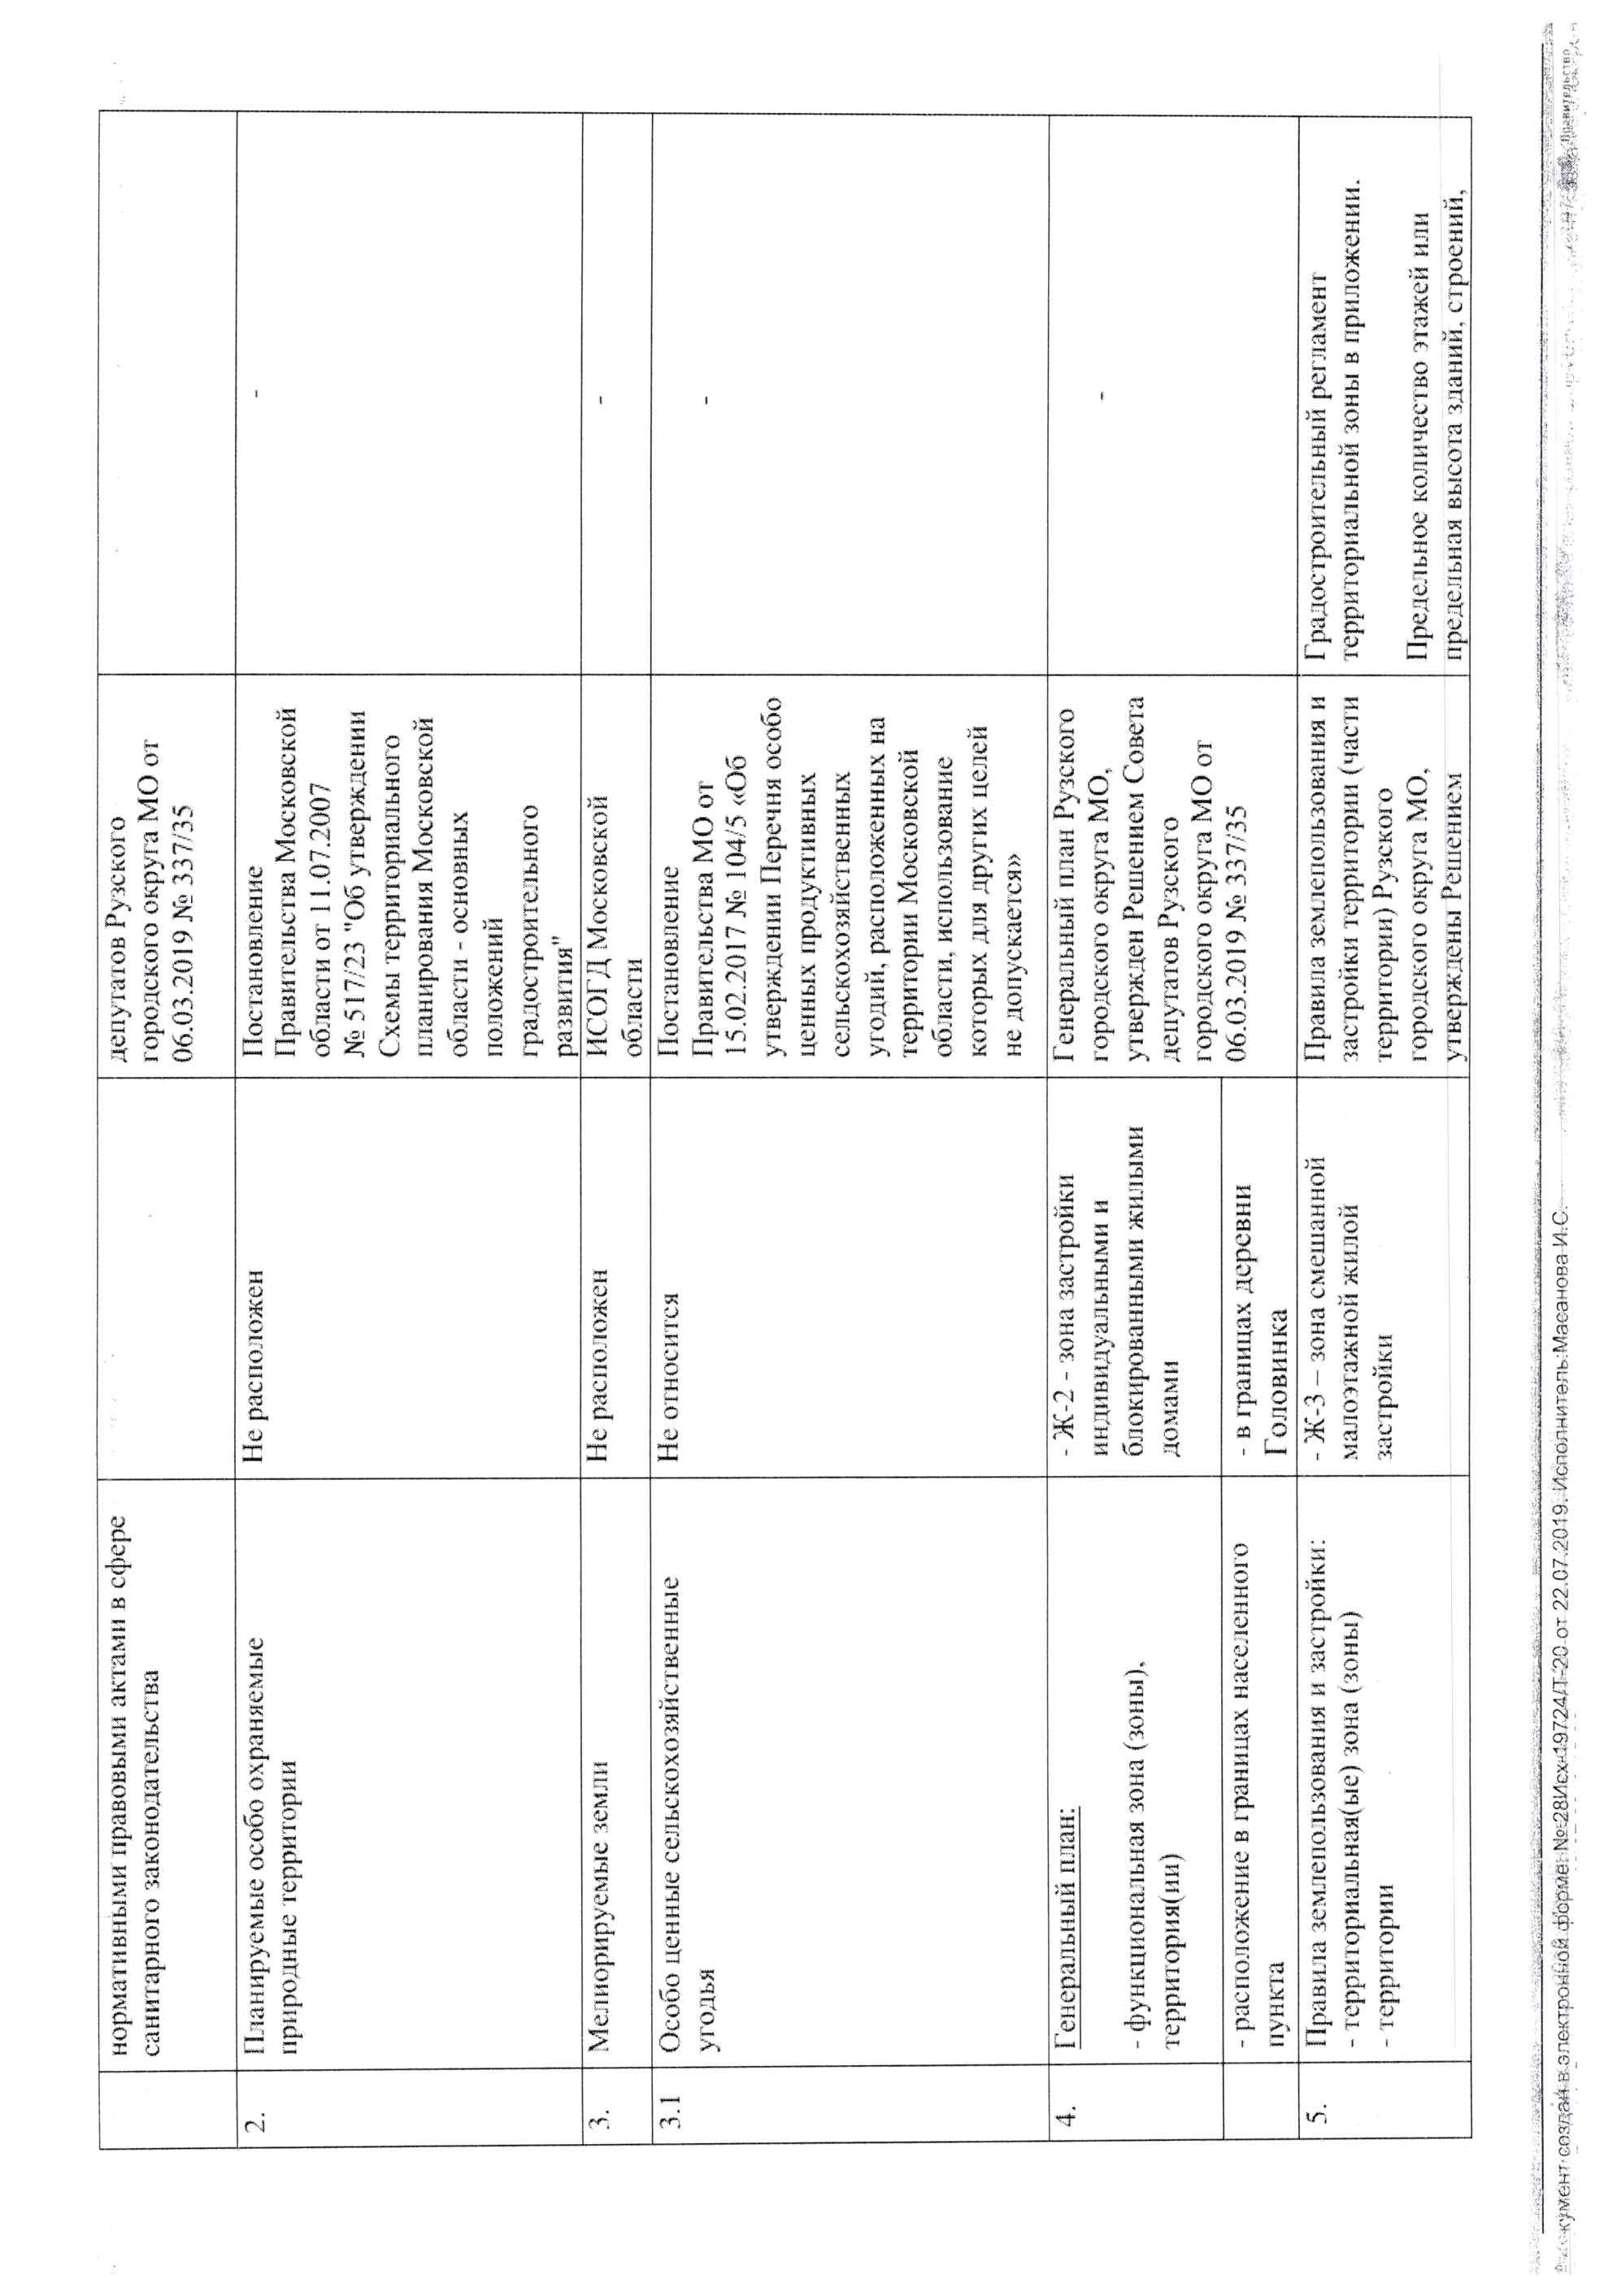 нормативными правовыми актами в сфере
санитарного законодательства
депутатов Рузского
городского округа МО от
06.03.2019 № 337/35
2.
Планируемые особо охраняемые
природные территории
Не расположен
Постановление
Правительства Московской
области от 11.07.2007
№ 517/23 "Об утверждении
Схемы территориального
планирования Московской
области - основных
положений
градостроительного
развития"
-
3.
Мелиорируемые земли
Не расположен
ИСОГД Московской
области
-
3.1
Особо ценные сельскохозяйственные
угодья
Не относится
Постановление
Правительства МО от
15.02.2017 № 104/5 «Об
утверждении Перечня особо
ценных продуктивных
сельскохозяйственных
угодий, расположенных на
территории Московской
области, использование
которых для других целей
не допускается»
-
4.
Генеральный план:
- функциональная зона (зоны),
территория(ии)
- Ж-2 - зона застройки
индивидуальными и
блокированными жилыми
домами
Генеральный план Рузского
городского округа МО,
утвержден Решением Совета
депутатов Рузского
городского округа МО от
06.03.2019 № 337/35
-
- расположение в границах населенного
пункта
- в границах деревни
Головинка
5.
Правила землепользования и застройки:
- территориальная(ые) зона (зоны)
- территории
- Ж-3 – зона смешанной
малоэтажной жилой
застройки
Правила землепользования и
застройки территории (части
территории) Рузского
городского округа МО,
утверждены Решением
Градостроительный регламент
территориальной зоны в приложении.
Предельное количество этажей или
предельная высота зданий, строений,
создан в электронной форме. № 28Исх-19724/Т-20 от 22.07.2019. Исполнитель:Масанова И.С.